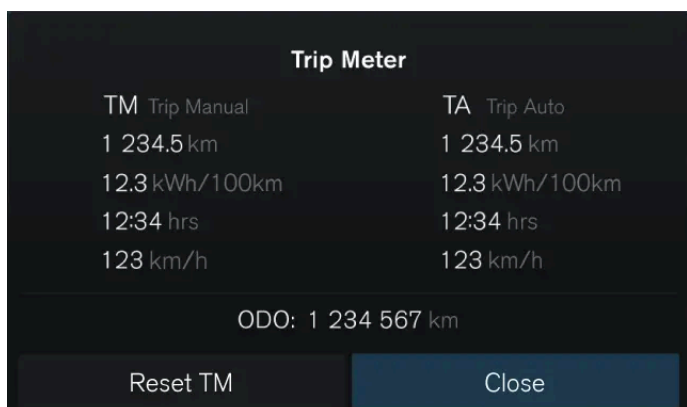 Trip Meter
TM Trip Manual
1 234.5 km
12.3 kWh/100km
12:34 hrs
123 km/h
TA Trip Auto
1 234.5 km
12.3 kWh/100km
12:34 hrs
123 km/h
ODO: 1 234 567 km
Reset TM
Close